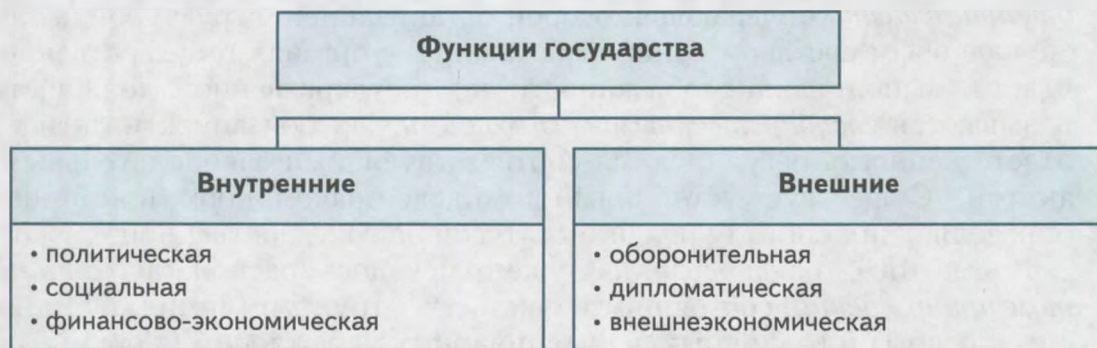 Функции государства
Внутренние
• политическая
• социальная
• финансово-экономическая
Внешние
• оборонительная
• дипломатическая
• внешнеэкономическая